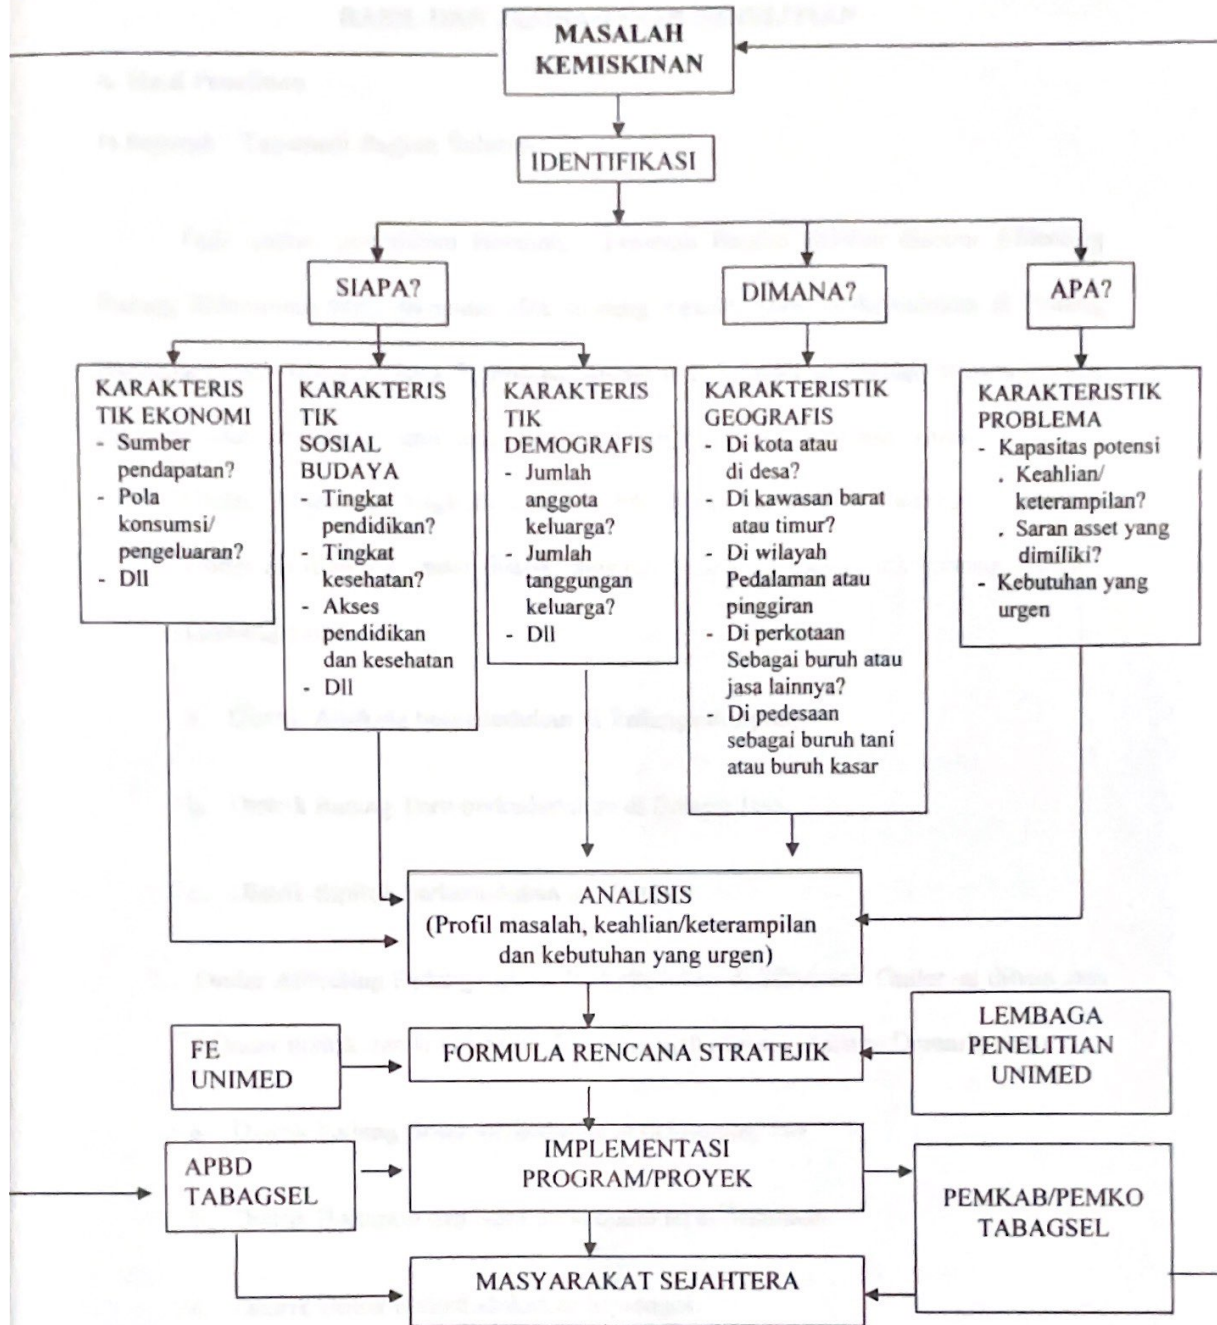 MASALAH
KEMISKINAN
IDENTIFIKASI
SIAPA?
DIMANA?
APA?
KARAKTERIS
TIK EKONOMI
- Sumber
pendapatan?
- Pola
konsumsi/
pengeluaran?
- Dll
KARAKTERIS
TIK
SOSIAL
BUDAYA
- Tingkat
pendidikan?
- Tingkat
kesehatan?
- Akses
pendidikan
dan kesehatan
- Dll
KARAKTERIS
TIK
DEMOGRAFIS
- Jumlah
anggota
keluarga?
- Jumlah
tanggungan
keluarga?
- Dll
KARAKTERISTIK
GEOGRAFIS
- Di kota atau
di desa?
- Di kawasan barat
atau timur?
- Di wilayah
Pedalaman atau
pinggiran
- Di perkotaan
Sebagai buruh atau
jasa lainnya?
- Di pedesaan
sebagai buruh tani
atau buruh kasar
KARAKTERISTIK
PROBLEMA
- Kapasitas potensi
. Keahlian/
keterampilan?
. Saran asset yang
dimiliki?
- Kebutuhan yang
urgen
ANALISIS
(Profil masalah, keahlian/keterampilan
dan kebutuhan yang urgen)
FE
UNIMED
FORMULA RENCANA STRATEJIK
LEMBAGA
PENELITIAN
UNIMED
APBD
TABAGSEL
IMPLEMENTASI
PROGRAM/PROYEK
PEMKAB/PEMKO
TABAGSEL
MASYARAKAT SEJAHTERA